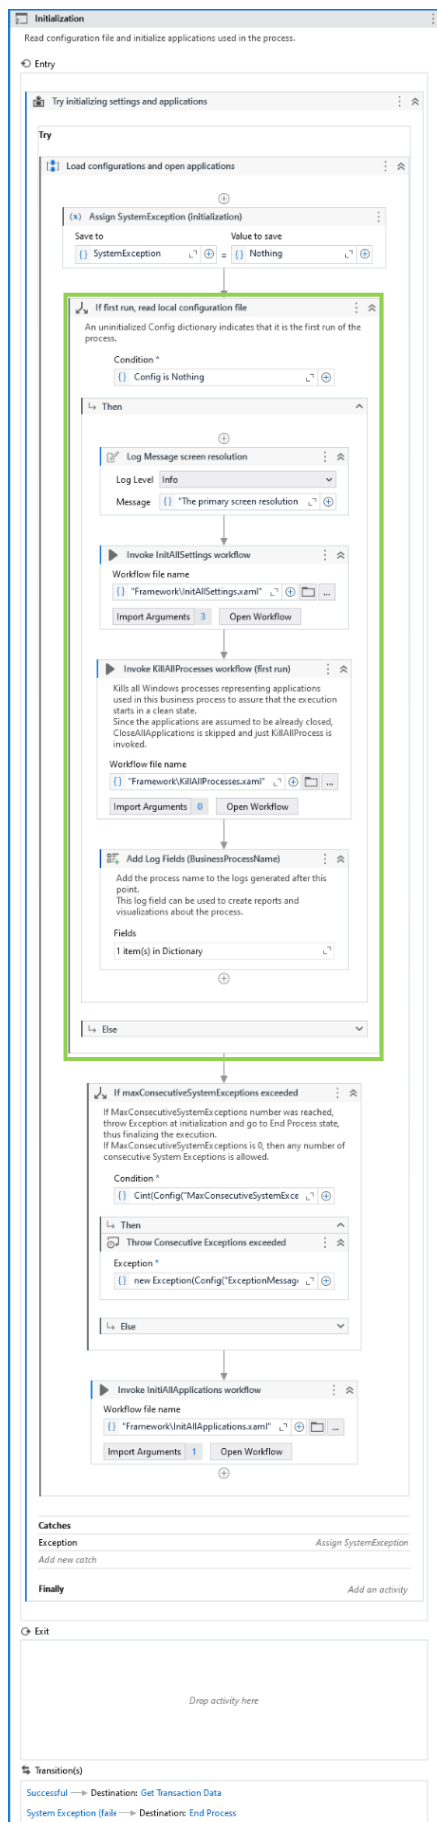 Initialization
Read configuration file and initialize applications used in the process.
Entry
Try initializing settings and applications
Try
Load configurations and open applications
(x) Assign SystemException (initialization)
Save to Value to save
{} SystemException = {} Nothing
If first run, read local configuration file
An uninitialized Config dictionary indicates that it is the first run of the
process.
Condition *
{} Config is Nothing
Then
Log Message screen resolution
Log Level Info
Message {} "The primary screen resolution
Invoke InitAllSettings workflow
Workflow file name
{} "Framework\InitAllSettings.xaml" ...
Import Arguments 3 Open Workflow
Invoke KillAllProcesses workflow (first run)
Kills all Windows processes representing applications
used in this business process to assure that the execution
starts in a clean state.
Since the applications are assumed to be already closed,
CloseAllApplications is skipped and just KillAllProcess is
invoked.
Workflow file name
{} "Framework\KillAllProcesses.xaml" ...
Import Arguments 0 Open Workflow
Add Log Fields (BusinessProcessName)
Add the process name to the logs generated after this
point.
This log field can be used to create reports and
visualizations about the process.
Fields
1 item(s) in Dictionary
Else
If maxConsecutiveSystemExceptions exceeded
If MaxConsecutiveSystemExceptions number was reached,
throw Exception at initialization and go to End Process state,
thus finalizing the execution.
If MaxConsecutiveSystemExceptions is 0, then any number of
consecutive System Exceptions is allowed.
Condition *
{} Cint(Config("MaxConsecutiveSystemExce
Then
Throw Consecutive Exceptions exceeded
Exception *
{} new Exception(Config("ExceptionMessag
Else
Invoke InitiAllApplications workflow
Workflow file name
{} "Framework\InitAllApplications.xaml" ...
Import Arguments 1 Open Workflow
Catches
Exception Assign SystemException
Add new catch
Finally Add an activity
Exit
Drop activity here
Transition(s)
Successful Destination: Get Transaction Data
System Exception (faile Destination: End Process